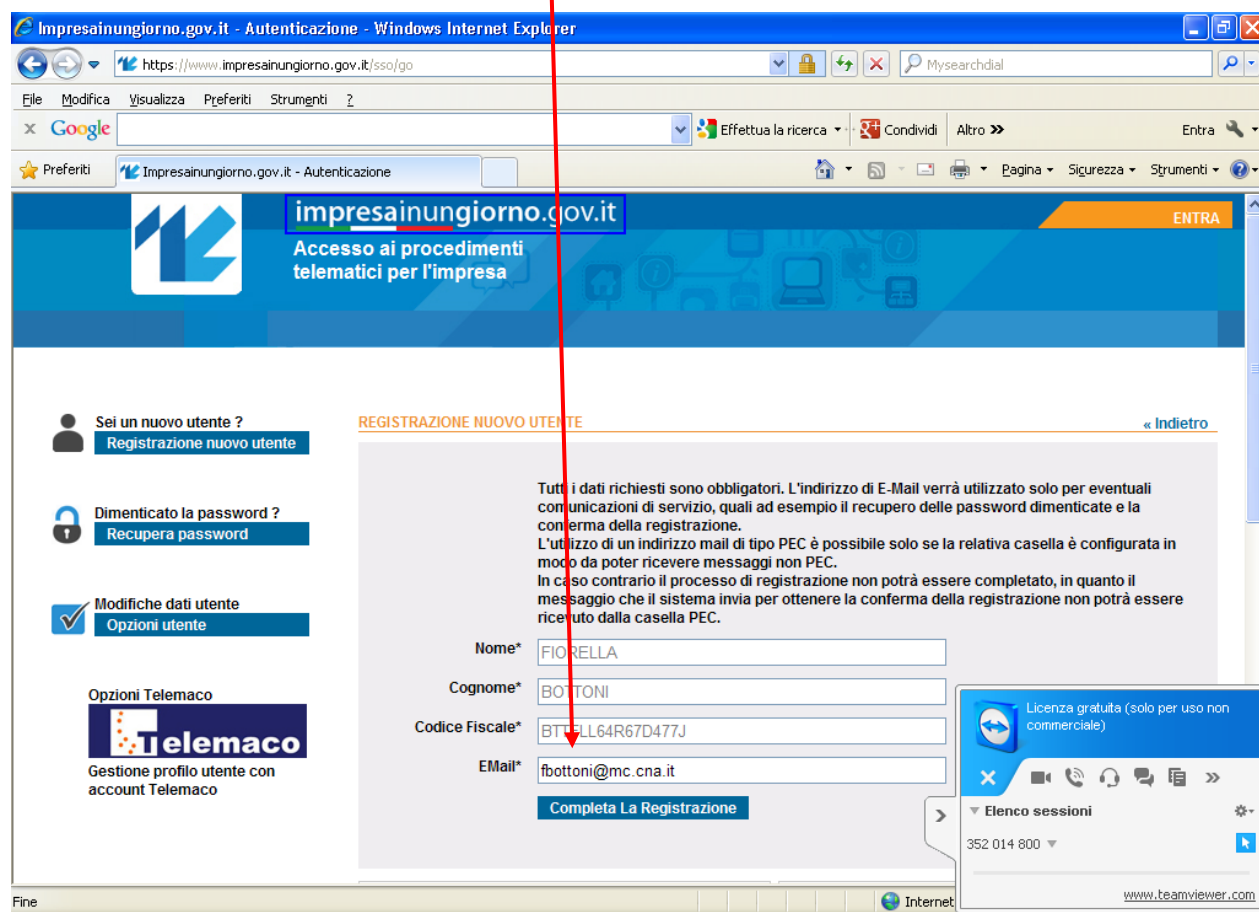 Impresainungiorno.gov.it - Autenticazione - Windows Internet Explorer
https://www.impresainungiorno.gov.it/sso/go
Mysearchdial
File Modifica Visualizza Preferiti Strumenti ?
x Google
Effettua la ricerca
Condividi
Altro »
Entra
Preferiti
Impresainungiorno.gov.it - Autenticazione
Pagina
Sicurezza
Strumenti
impresainungiorno.gov.it
ENTRA
Accesso ai procedimenti
telematici per l'impresa
Sei un nuovo utente ?
Registrazione nuovo utente
Dimenticato la password ?
Recupera password
Modifiche dati utente
Opzioni utente
Opzioni Telemaco
Telemaco
Gestione profilo utente con
account Telemaco
REGISTRAZIONE NUOVO UTENTE
« Indietro
Tutti i dati richiesti sono obbligatori. L'indirizzo di E-Mail verrà utilizzato solo per eventuali
comunicazioni di servizio, quali ad esempio il recupero delle password dimenticate e la
conferma della registrazione.
L'utilizzo di un indirizzo mail di tipo PEC è possibile solo se la relativa casella è configurata in
modo da poter ricevere messaggi non PEC.
In caso contrario il processo di registrazione non potrà essere completato, in quanto il
messaggio che il sistema invia per ottenere la conferma della registrazione non potrà essere
ricevuto dalla casella PEC.
Nome* FIORELLA
Cognome* BOTTONI
Codice Fiscale* BTTFLL64R67D477J
EMail* fbottoni@mc.cna.it
Completa La Registrazione
Licenza gratuita (solo per uso non
commerciale)
Elenco sessioni
352 014 800
www.teamviewer.com
Fine
Internet